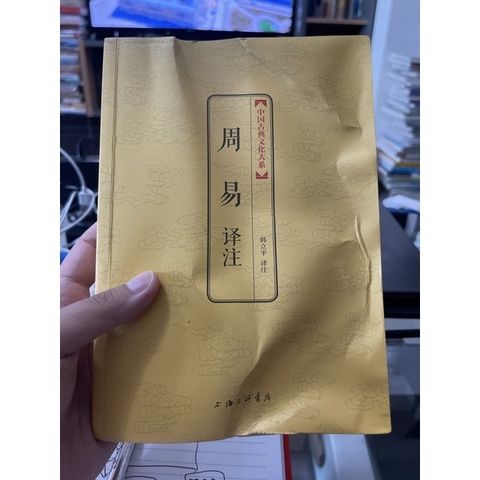 【中国古典文化大系】
周易译注
韩立平 译注
上海三联书店